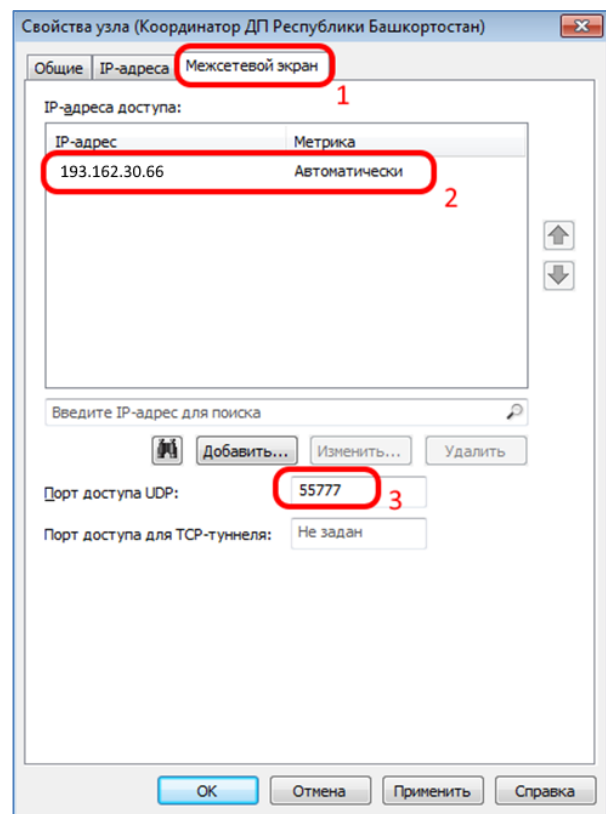 Свойства узла (Координатор ДП Республики Башкортостан)
Общие IP-адреса Межсетевой экран
1
IP-адреса доступа:
IP-адрес Метрика
193.162.30.66 Автоматически
2
Введите IP-адрес для поиска
Добавить... Изменить... Удалить
Порт доступа UDP: 55777 3
Порт доступа для TCP-туннеля: Не задан
ОК Отмена Применить Справка